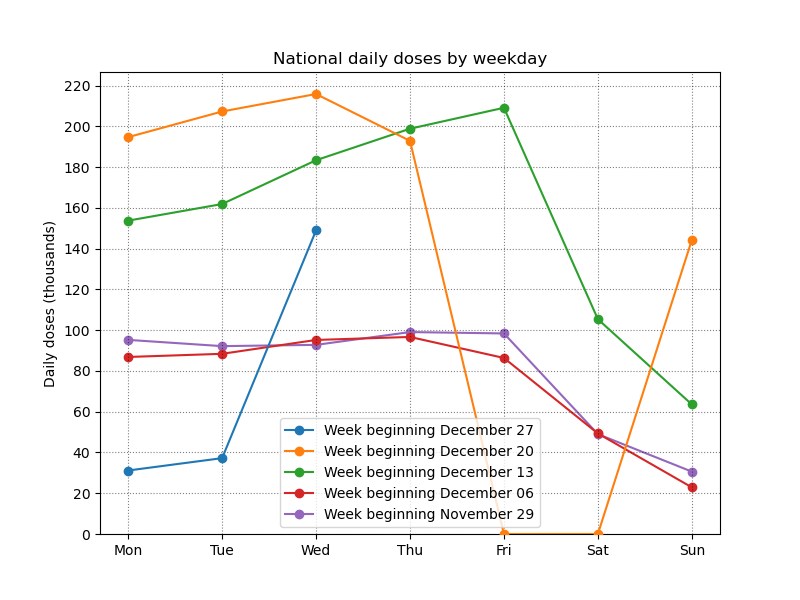 National daily doses by weekday
Daily doses (thousands)
220
200
180
160
140
120
100
80
60
40
20
0
Week beginning December 27
Week beginning December 20
Week beginning December 13
Week beginning December 06
Week beginning November 29
Mon Tue Wed Thu Fri Sat Sun